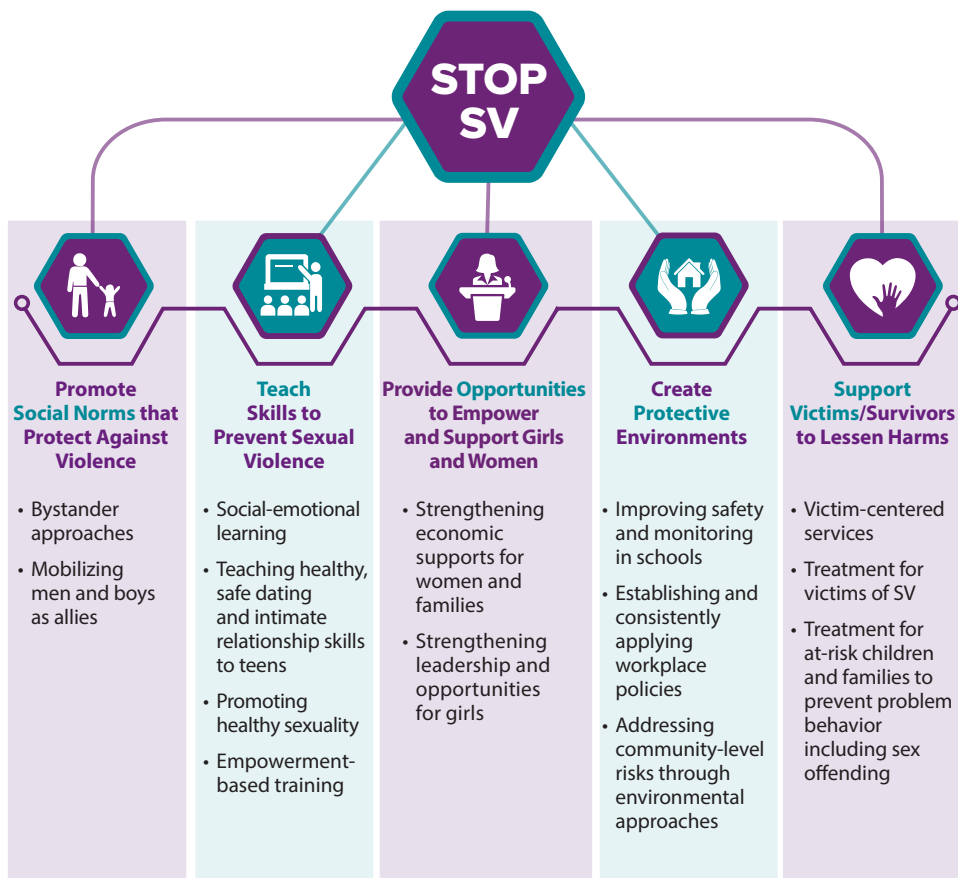 STOP
SV
Promote
Social Norms that
Protect Against
Violence
• Bystander
approaches
• Mobilizing
men and boys
as allies
Teach
Skills to
Prevent Sexual
Violence
• Social-emotional
learning
• Teaching healthy,
safe dating
and intimate
relationship skills
to teens
• Promoting
healthy sexuality
• Empowerment-
based training
Provide Opportunities
to Empower
and Support Girls
and Women
• Strengthening
economic
supports for
women and
families
• Strengthening
leadership and
opportunities
for girls
Create
Protective
Environments
• Improving safety
and monitoring
in schools
• Establishing and
consistently
applying
workplace
policies
• Addressing
community-level
risks through
environmental
approaches
Support
Victims/Survivors
to Lessen Harms
• Victim-centered
services
• Treatment for
victims of SV
• Treatment for
at-risk children
and families to
prevent problem
behavior
including sex
offending